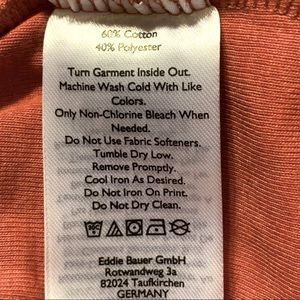 60% Cotton
40% Polyester
Turn Garment Inside Out.
Machine Wash Cold With Like
Colors.
Only Non-Chlorine Bleach When
Needed.
Do Not Use Fabric Softeners.
Tumble Dry Low.
Remove Promptly.
Cool Iron As Desired.
Do Not Iron On Print.
Do Not Dry Clean.
Eddie Bauer GmbH
Rotwandweg 3a
82024 Taufkirchen
GERMANY